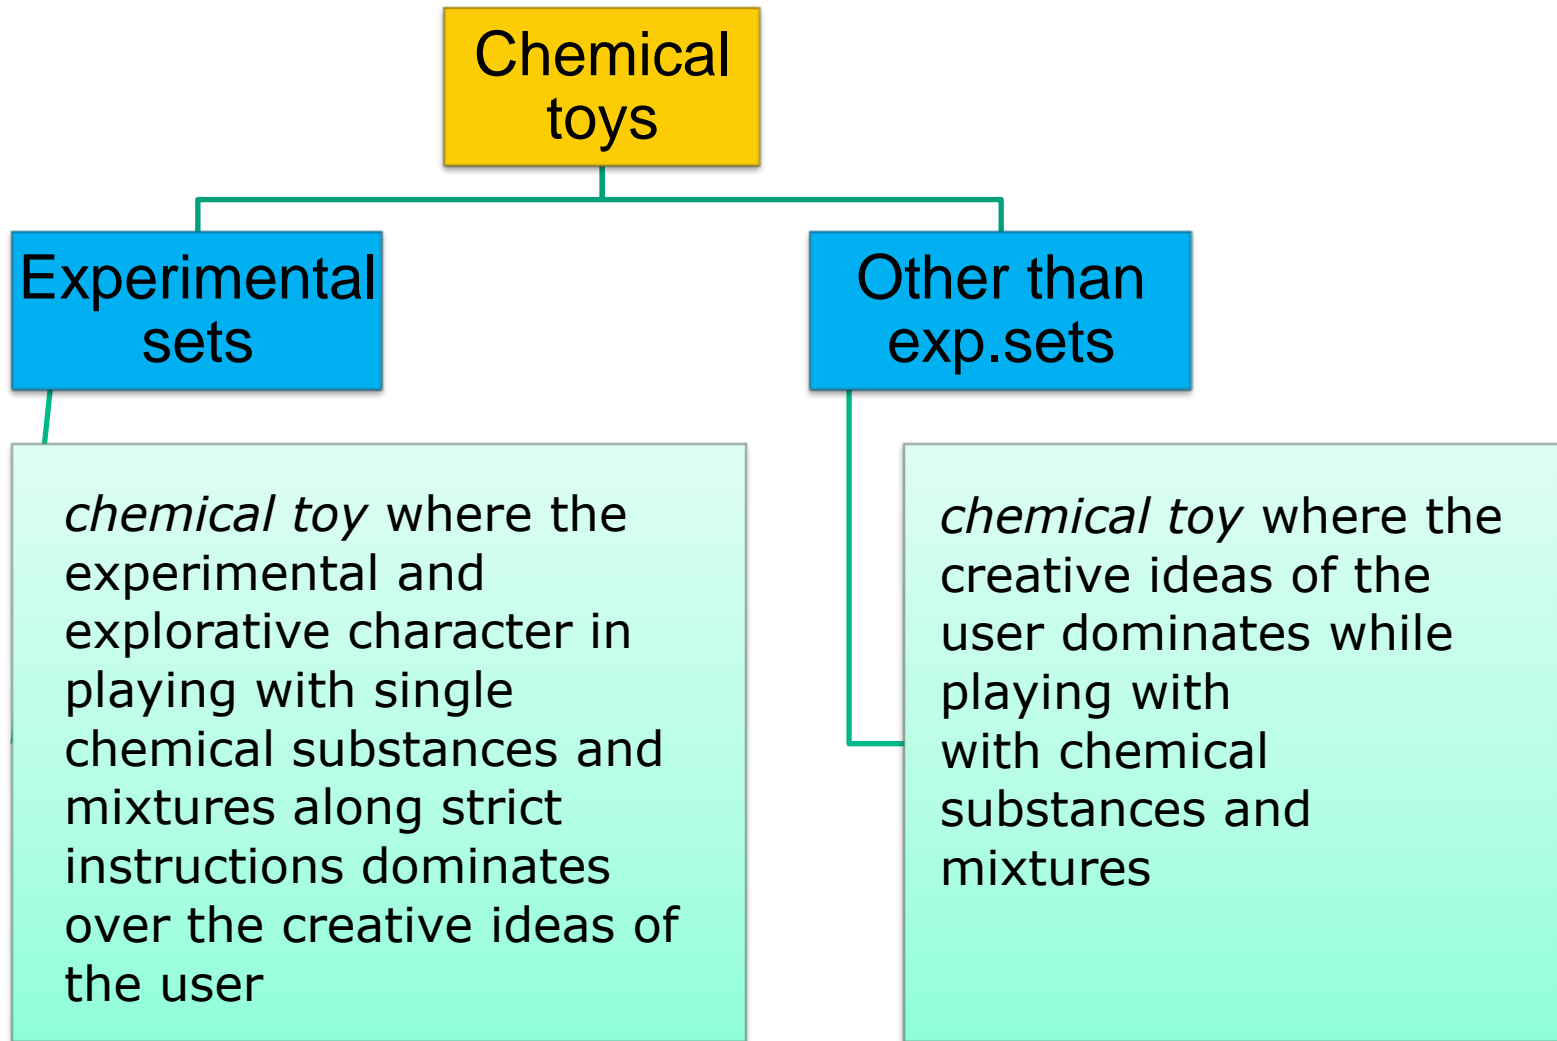 Chemical
toys
Experimental
sets
Other than
exp.sets
chemical toy where the
experimental and
explorative character in
playing with single
chemical substances and
mixtures along strict
instructions dominates
over the creative ideas of
the user
chemical toy where the
creative ideas of the
user dominates while
playing with
with chemical
substances and
mixtures